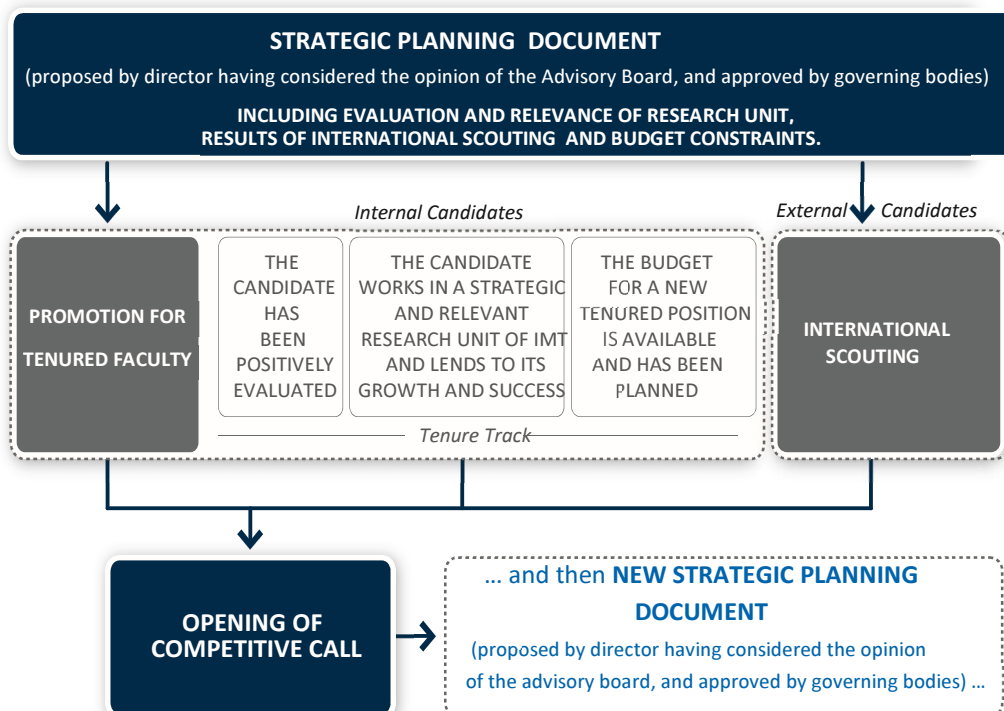 STRATEGIC PLANNING DOCUMENT
(proposed by director having considered the opinion of the Advisory Board, and approved by governing bodies)
INCLUDING EVALUATION AND RELEVANCE OF RESEARCH UNIT,
RESULTS OF INTERNATIONAL SCOUTING AND BUDGET CONSTRAINTS.
Internal Candidates
External Candidates
PROMOTION FOR
TENURED FACULTY
THE
CANDIDATE
HAS
BEEN
POSITIVELY
EVALUATED
THE CANDIDATE
WORKS IN A STRATEGIC
AND RELEVANT
RESEARCH UNIT OF IMT
AND LENDS TO ITS
GROWTH AND SUCCESS
THE BUDGET
FOR A NEW
TENURED POSITION
IS AVAILABLE
AND HAS BEEN
PLANNED
Tenure Track
INTERNATIONAL
SCOUTING
OPENING OF
COMPETITIVE CALL
... and then NEW STRATEGIC PLANNING
DOCUMENT
(proposed by director having considered the opinion
of the advisory board, and approved by governing bodies) ...